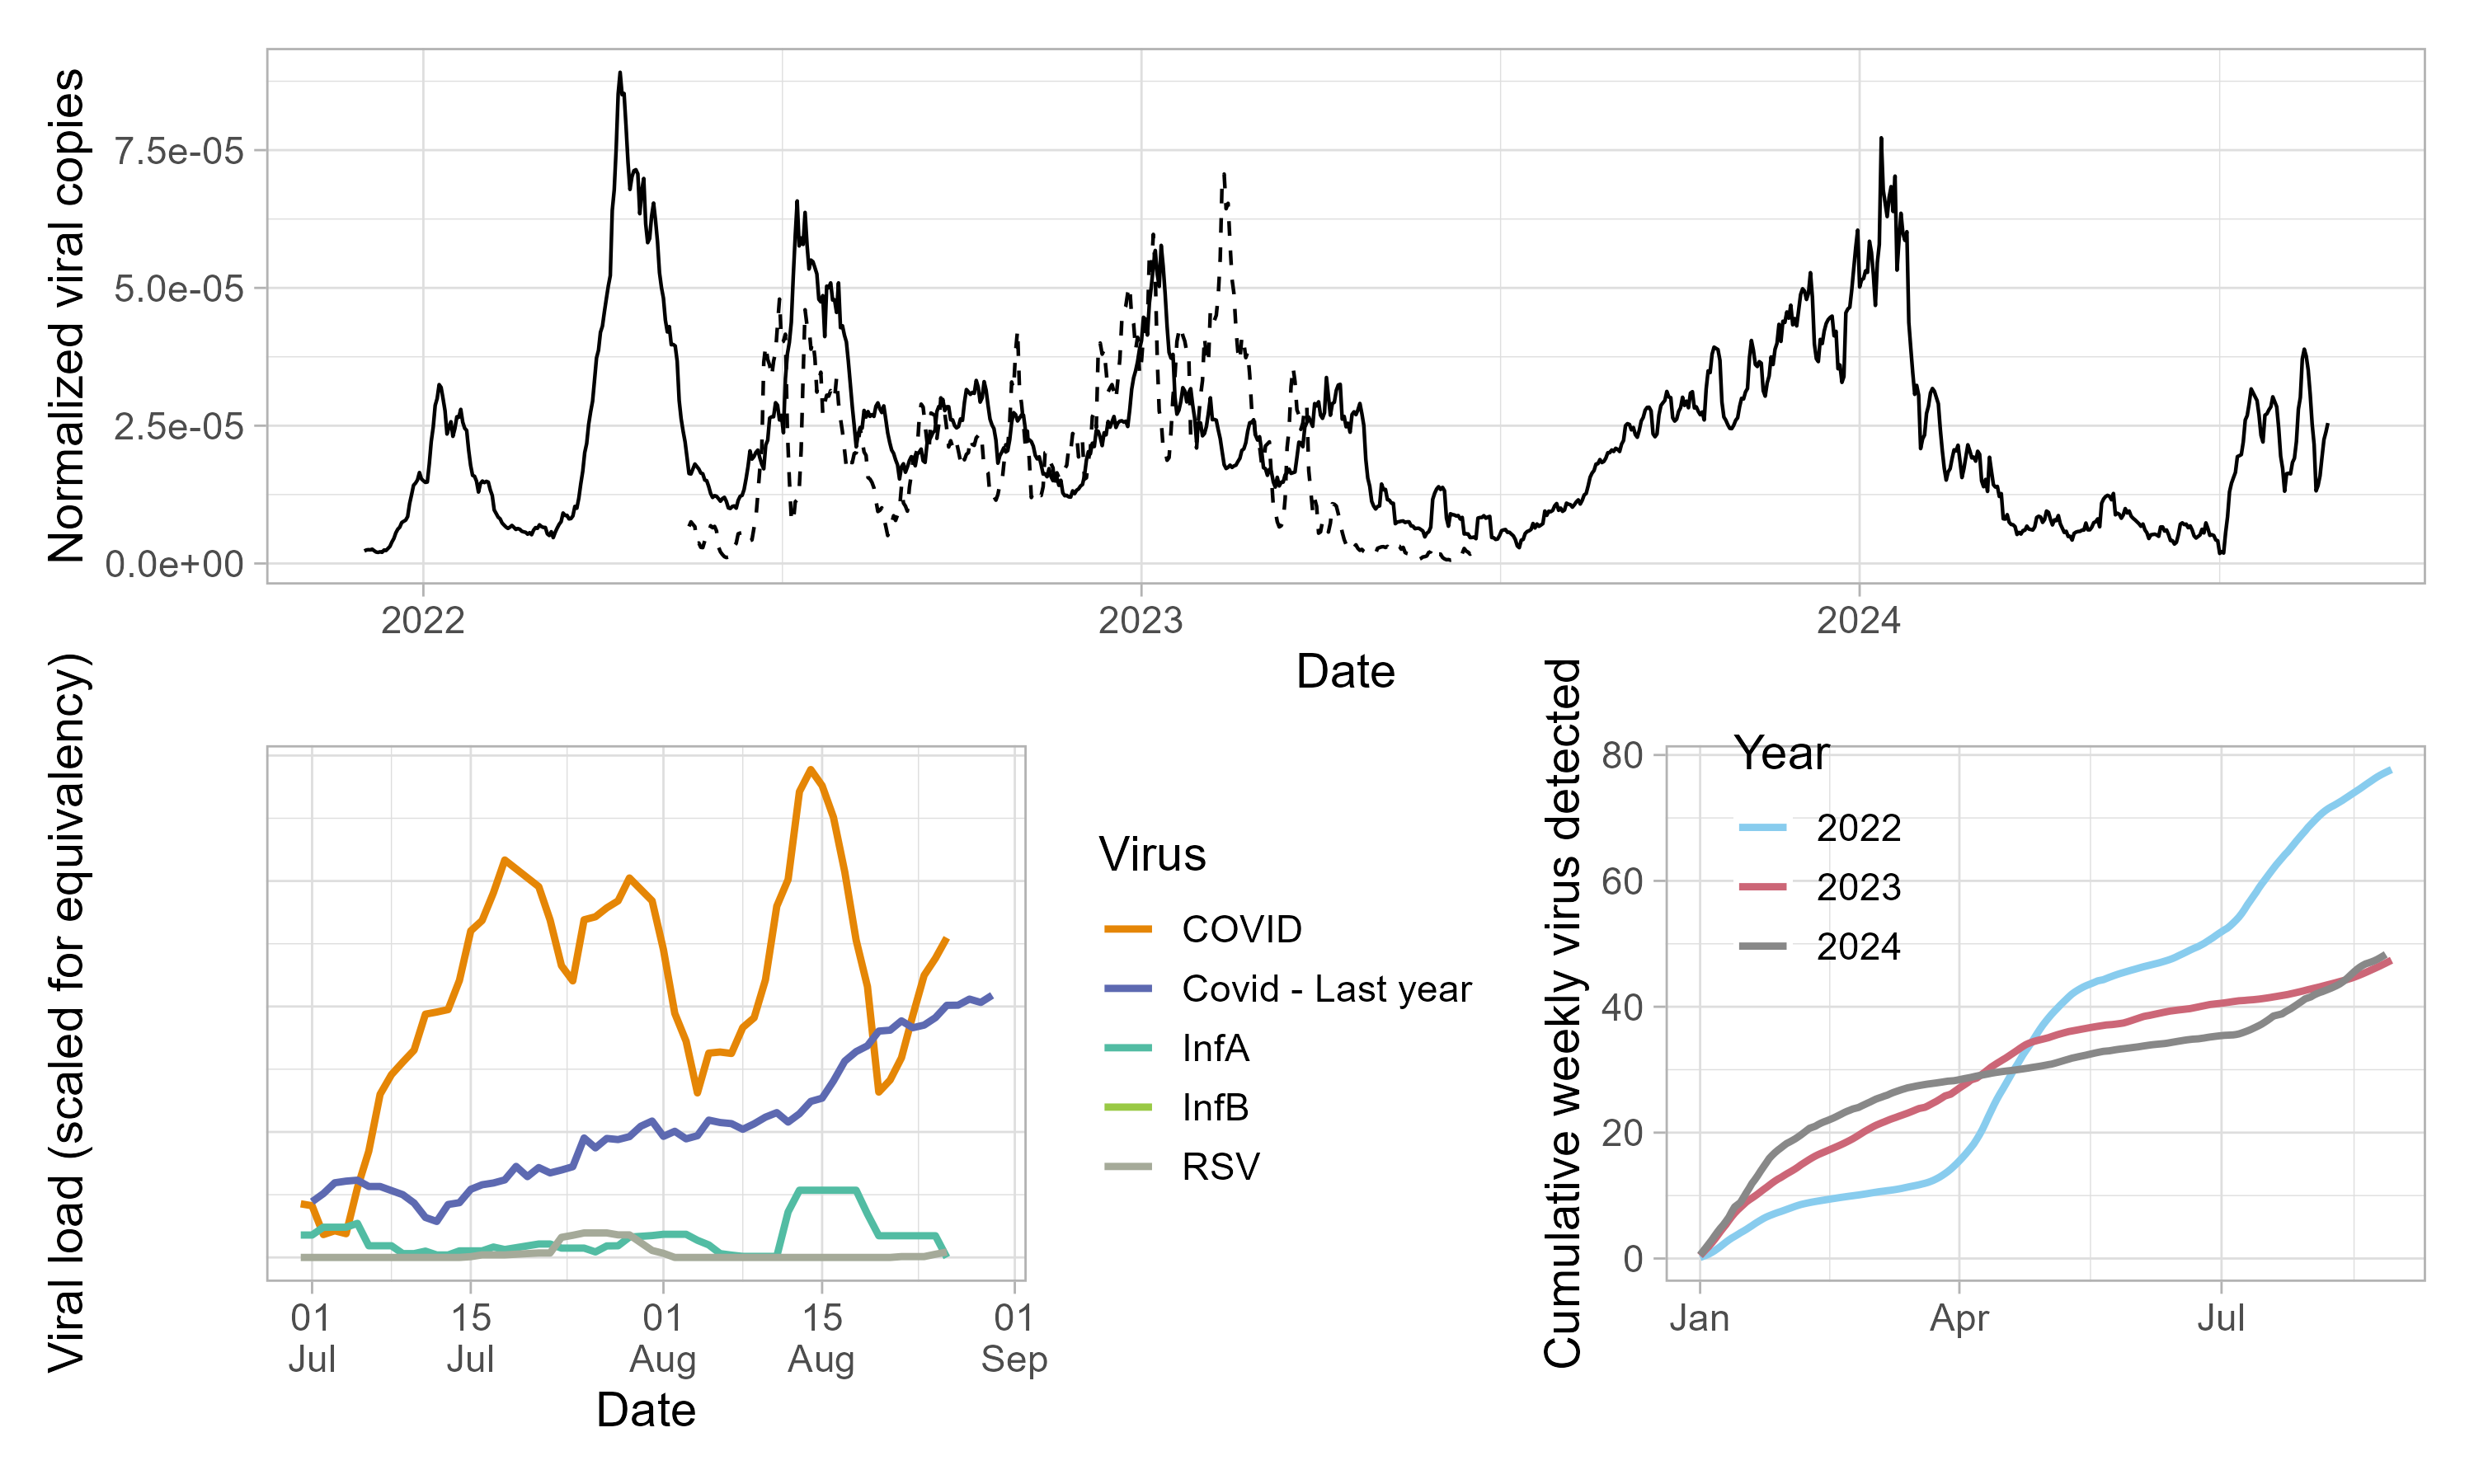 Normalized viral copies
7.5e-05
5.0e-05
2.5e-05
0.0e+00
2022
2023
2024
Date
Viral load (scaled for equivalency)
01
Jul
15
Jul
01
Aug
15
Aug
01
Sep
Date
Virus
COVID
Covid - Last year
InfA
InfB
RSV
Cumulative weekly virus detected
80
60
40
20
0
Jan
Apr
Jul
Year
2022
2023
2024